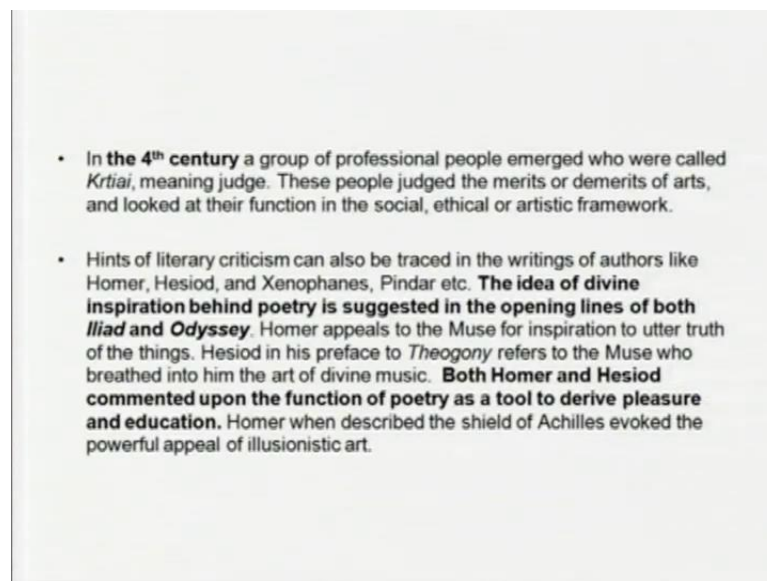 • In the 4th century a group of professional people emerged who were called
Krtiai, meaning judge. These people judged the merits or demerits of arts,
and looked at their function in the social, ethical or artistic framework.
• Hints of literary criticism can also be traced in the writings of authors like
Homer, Hesiod, and Xenophanes, Pindar etc. The idea of divine
inspiration behind poetry is suggested in the opening lines of both
Iliad and Odyssey. Homer appeals to the Muse for inspiration to utter truth
of the things. Hesiod in his preface to Theogony refers to the Muse who
breathed into him the art of divine music. Both Homer and Hesiod
commented upon the function of poetry as a tool to derive pleasure
and education. Homer when described the shield of Achilles evoked the
powerful appeal of illusionistic art.